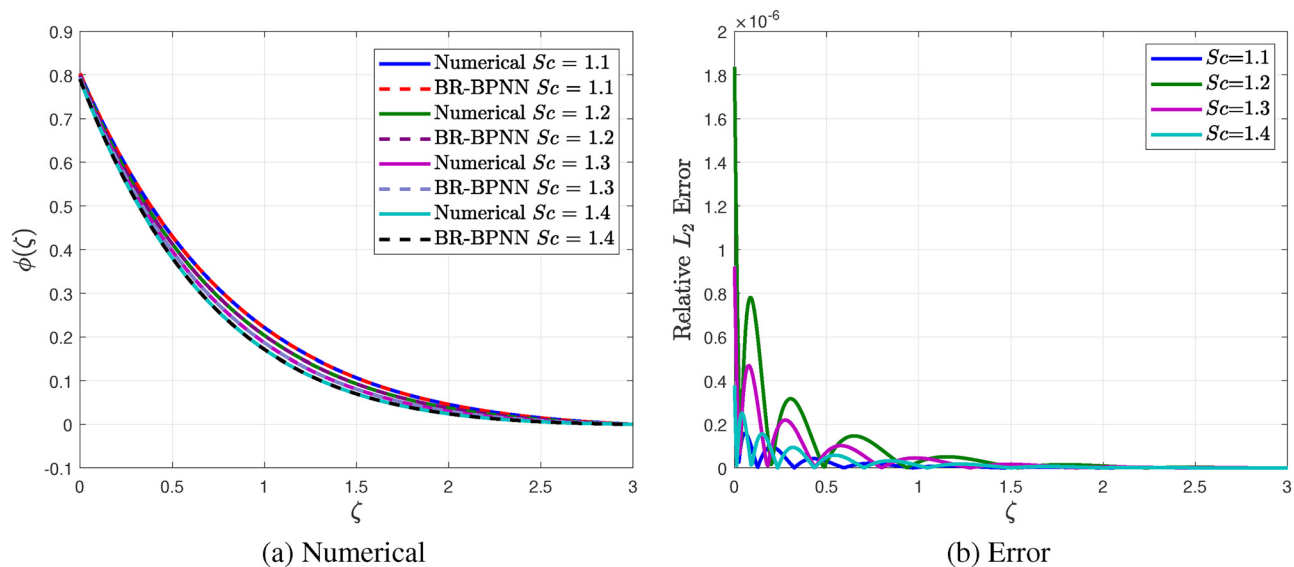 0.9
0.8
0.7
0.6
0.5
0.4
0.3
0.2
0.1
0
-0.1
ϕ(ζ)
Numerical Sc = 1.1
BR-BPNN Sc = 1.1
Numerical Sc = 1.2
BR-BPNN Sc = 1.2
Numerical Sc = 1.3
BR-BPNN Sc = 1.3
Numerical Sc = 1.4
BR-BPNN Sc = 1.4
0 0.5 1 1.5 2 2.5 3
ζ
(a) Numerical
×10⁻⁶
2
1.8
1.6
1.4
1.2
1
0.8
0.6
0.4
0.2
0
Relative L₂ Error
Sc=1.1
Sc=1.2
Sc=1.3
Sc=1.4
0 0.5 1 1.5 2 2.5 3
ζ
(b) Error